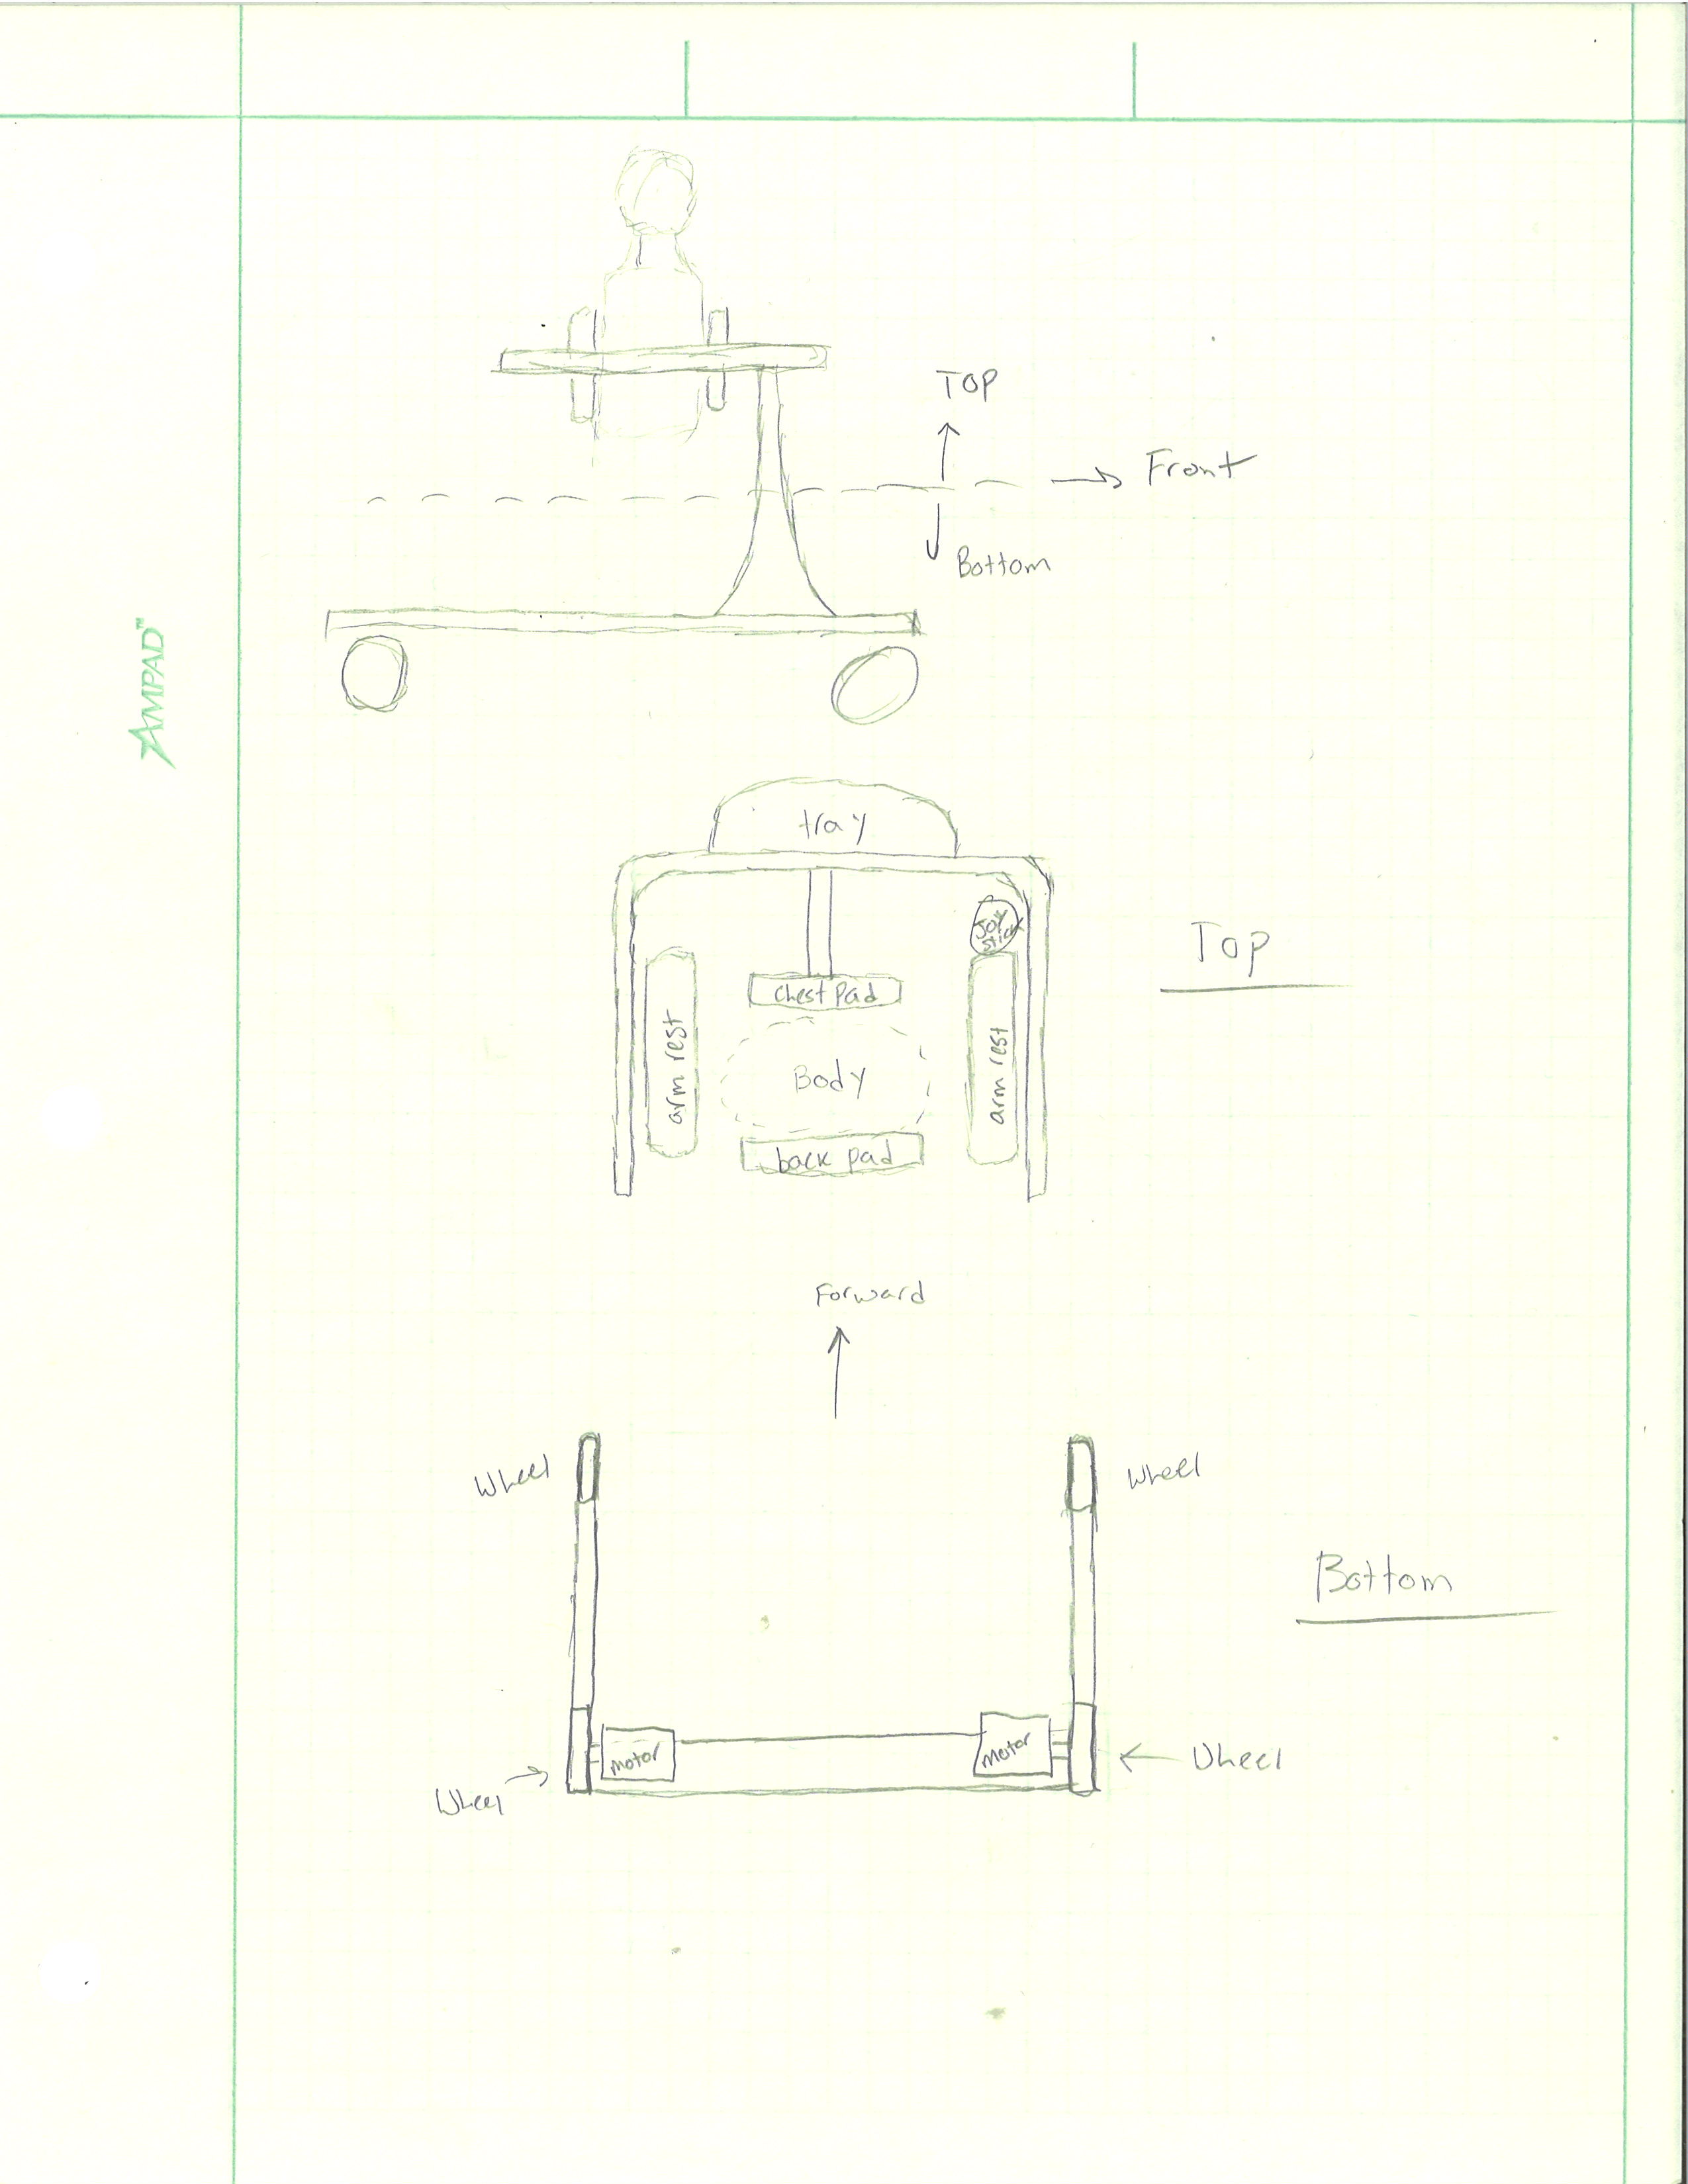 TOP
Front
Bottom
AMPAD™
tray
Joy
stick
Top
chest pad
arm rest
arm rest
Body
back pad
Forward
Wheel
Wheel
Bottom
motor
motor
Wheel
Wheel